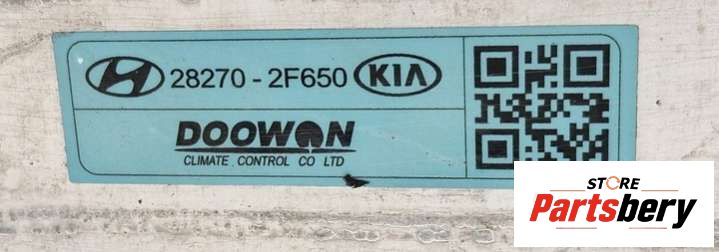 28270 - 2F650 KIA
DOOWON
CLIMATE CONTROL CO LTD
STORE
Partsbery